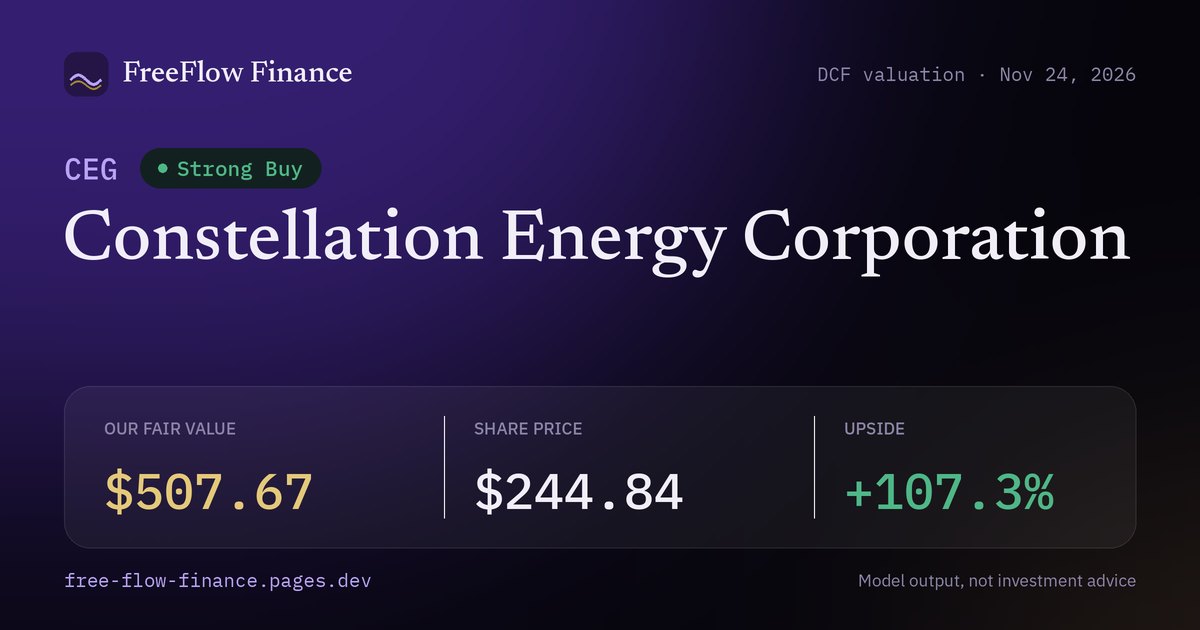 FreeFlow Finance
DCF valuation · Nov 24, 2026
CEG
Strong Buy
Constellation Energy Corporation
OUR FAIR VALUE
$507.67
SHARE PRICE
$244.84
UPSIDE
+107.3%
free-flow-finance.pages.dev
Model output, not investment advice